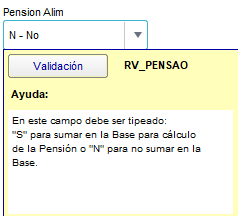 Pension Alim
N - No
Validación RV_PENSAO
Ayuda:
En este campo debe ser tipeado:
"S" para sumar en la Base para cálculo
de la Pensión o "N" para no sumar en la
Base.